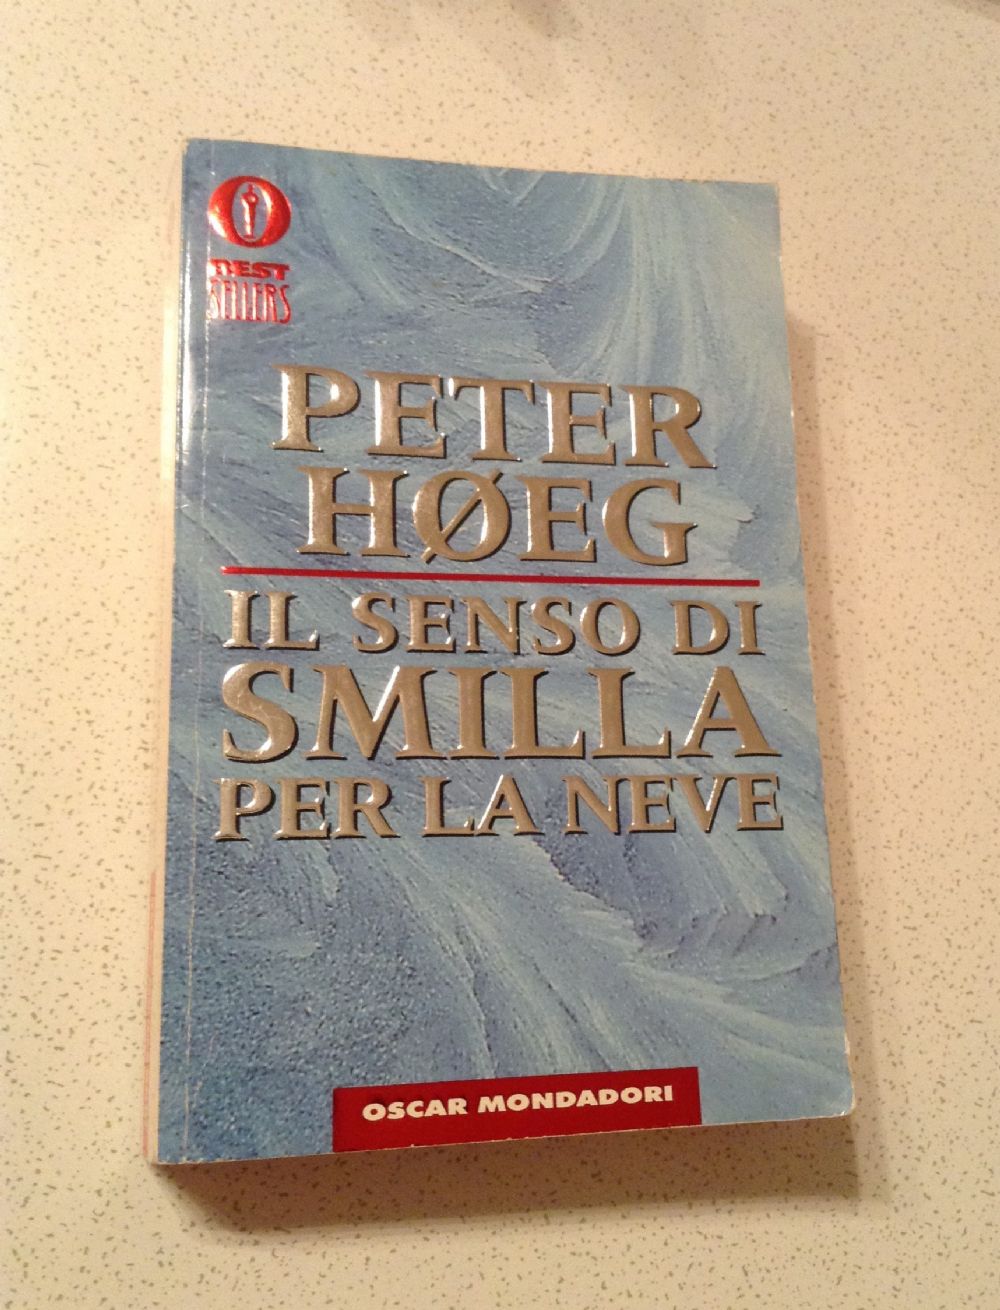 O
BEST
SELLERS
PETER
HØEG
IL SENSO DI
SMILLA
PER LA NEVE
OSCAR MONDADORI